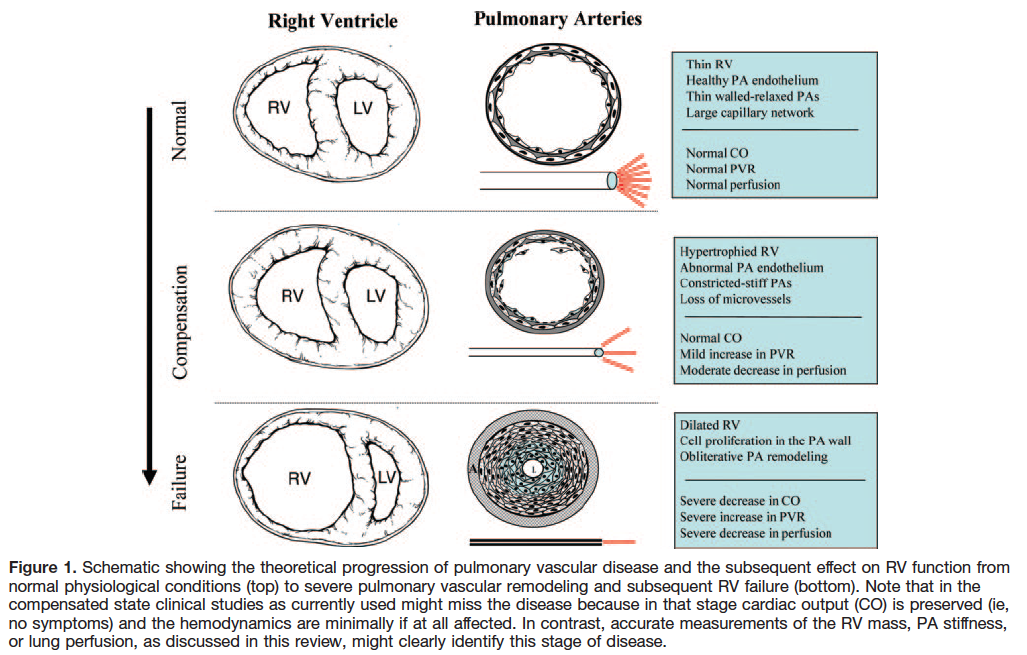 Right Ventricle
Pulmonary Arteries
Normal
RV
LV
Thin RV
Healthy PA endothelium
Thin walled-relaxed PAs
Large capillary network
Normal CO
Normal PVR
Normal perfusion
Compensation
RV
LV
Hypertrophied RV
Abnormal PA endothelium
Constricted-stiff PAs
Loss of microvessels
Normal CO
Mild increase in PVR
Moderate decrease in perfusion
Failure
RV
LV
A
L
Dilated RV
Cell proliferation in the PA wall
Obliterative PA remodeling
Severe decrease in CO
Severe increase in PVR
Severe decrease in perfusion
Figure 1. Schematic showing the theoretical progression of pulmonary vascular disease and the subsequent effect on RV function from
normal physiological conditions (top) to severe pulmonary vascular remodeling and subsequent RV failure (bottom). Note that in the
compensated state clinical studies as currently used might miss the disease because in that stage cardiac output (CO) is preserved (ie,
no symptoms) and the hemodynamics are minimally if at all affected. In contrast, accurate measurements of the RV mass, PA stiffness,
or lung perfusion, as discussed in this review, might clearly identify this stage of disease.